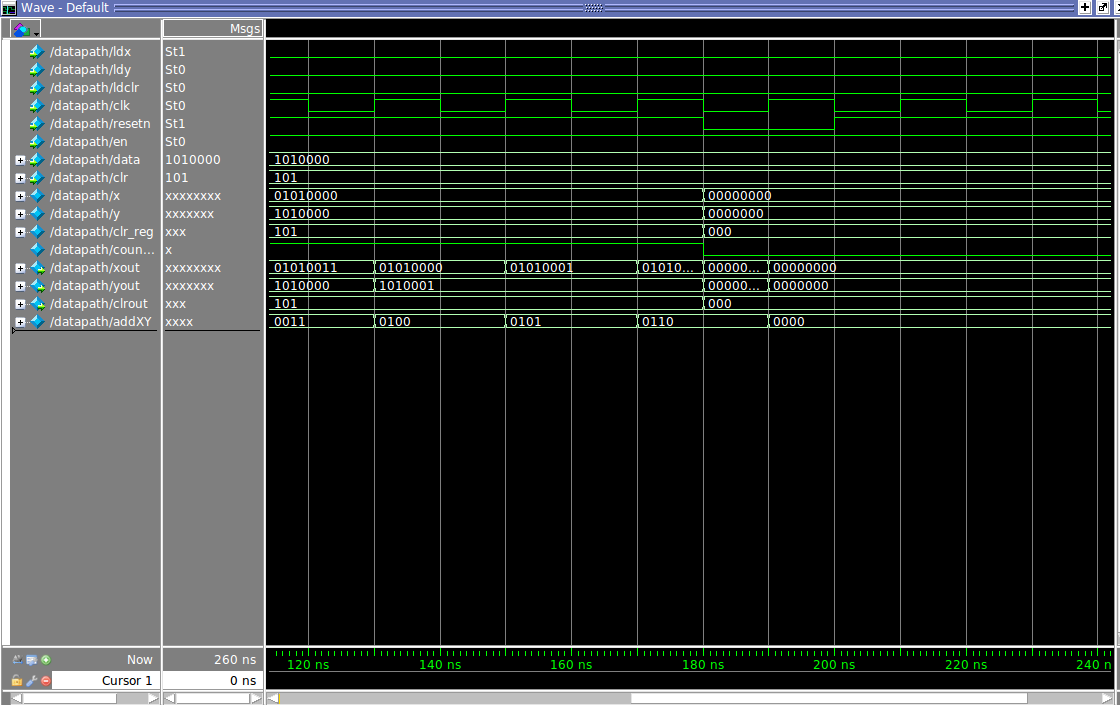 Wave - Default
Msgs
/datapath/ldx St1
/datapath/ldy St0
/datapath/ldclr St0
/datapath/clk St0
/datapath/resetn St1
/datapath/en St0
/datapath/data 1010000 1010000
/datapath/clr 101 101
/datapath/x xxxxxxxx 01010000 00000000
/datapath/y xxxxxxx 1010000 0000000
/datapath/clr_reg xxx 101 000
/datapath/coun... x
/datapath/xout xxxxxxxx 01010011 01010000 01010001 01010... 00000... 00000000
/datapath/yout xxxxxxx 1010000 1010001 00000... 0000000
/datapath/clrout xxx 101 000
/datapath/addXY xxxx 0011 0100 0101 0110 0000
Now 260 ns 120 ns 140 ns 160 ns 180 ns 200 ns 220 ns 240 n
Cursor 1 0 ns